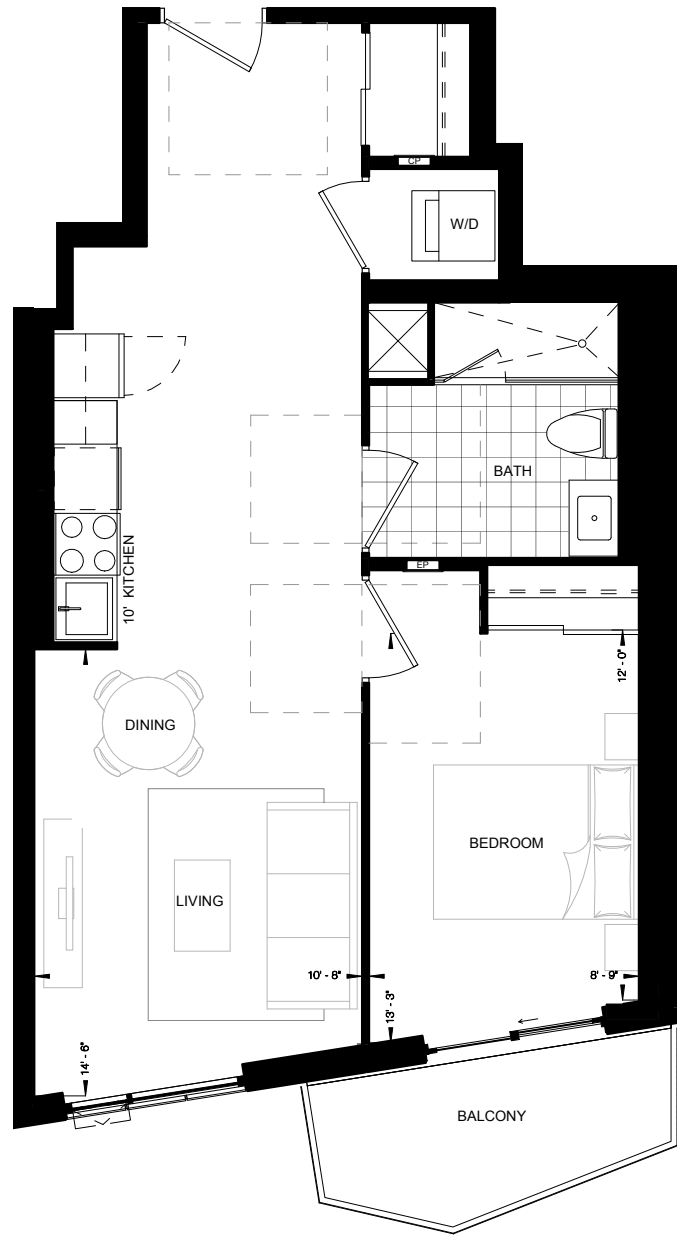 CP
W/D
BATH
10' KITCHEN
EP
12' - 0"
DINING
BEDROOM
LIVING
10' - 8"
8' - 9"
13' - 3"
14' - 6"
BALCONY